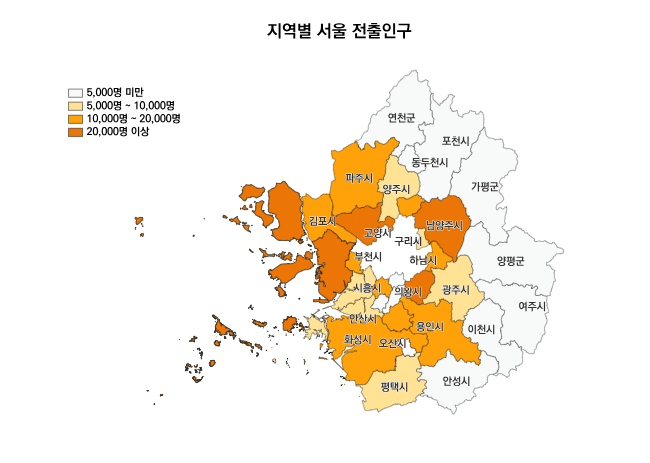 지역별 서울 전출인구
5,000명 미만
5,000명 ~ 10,000명
10,000명 ~ 20,000명
20,000명 이상
연천군
포천시
동두천시
파주시
양주시
가평군
김포시
고양시
남양주시
구리시
부천시
하남시
양평군
시흥시
의왕시
광주시
여주시
안산시
용인시
이천시
화성시
오산시
평택시
안성시